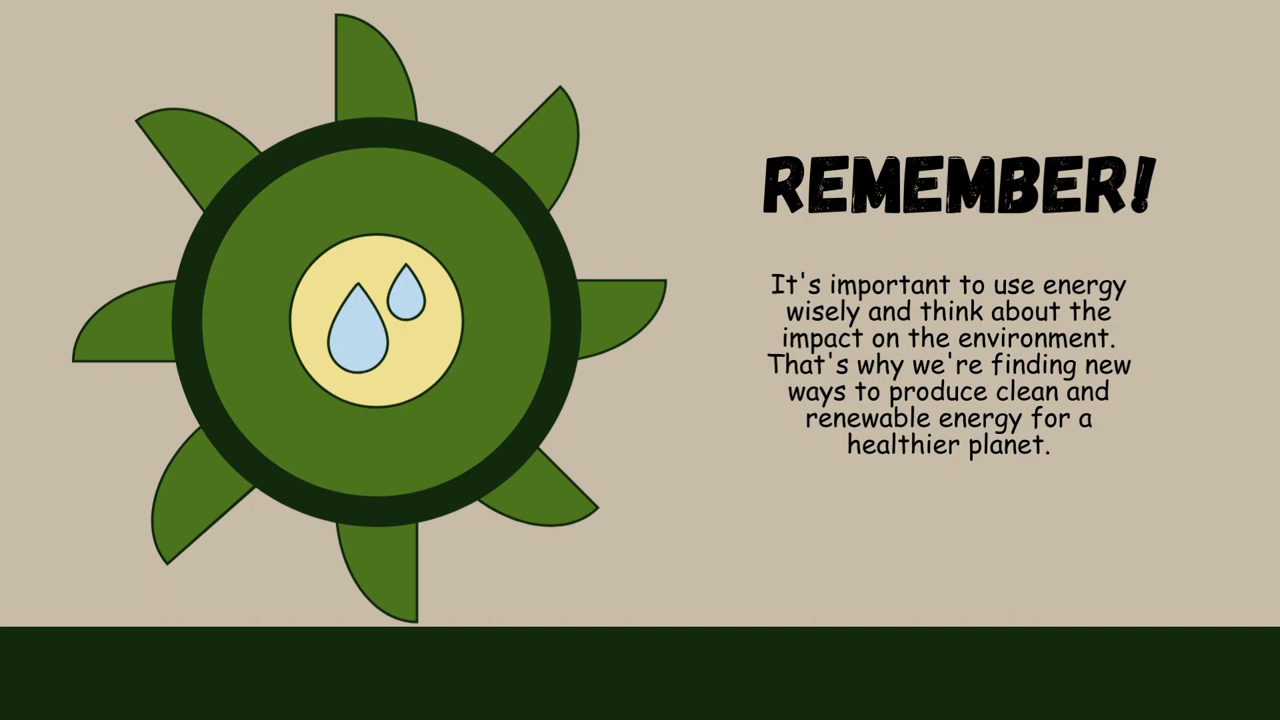 REMEMBER!
It's important to use energy
wisely and think about the
impact on the environment.
That's why we're finding new
ways to produce clean and
renewable energy for a
healthier planet.